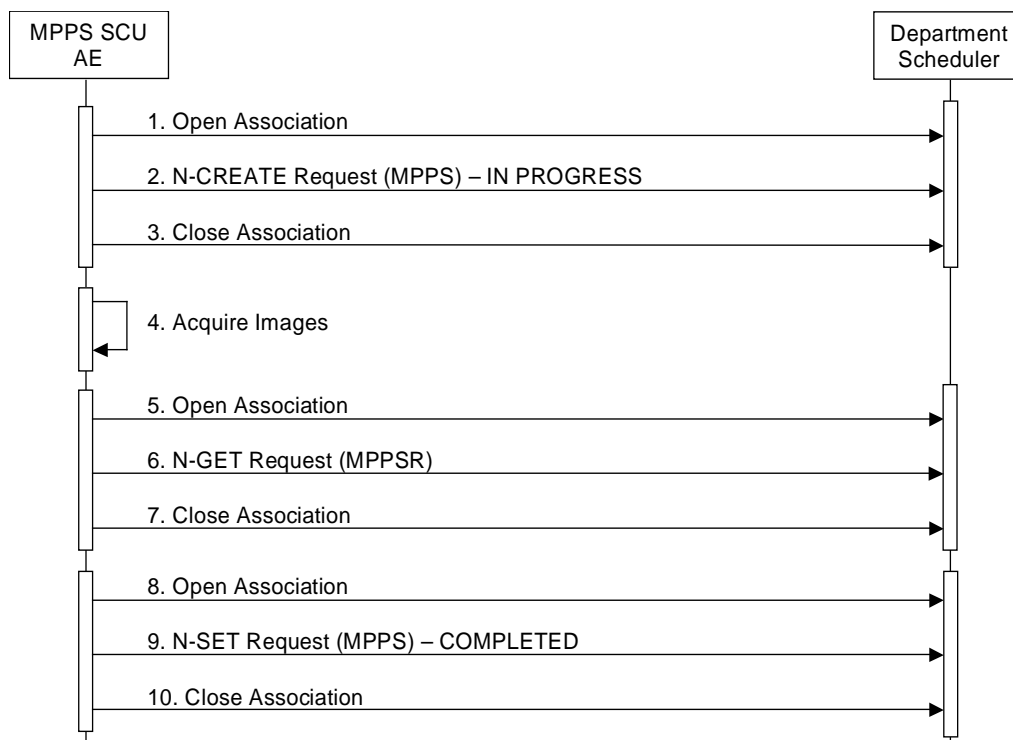 MPPS SCU
AE
Department
Scheduler
1. Open Association
2. N-CREATE Request (MPPS) – IN PROGRESS
3. Close Association
4. Acquire Images
5. Open Association
6. N-GET Request (MPPSR)
7. Close Association
8. Open Association
9. N-SET Request (MPPS) – COMPLETED
10. Close Association